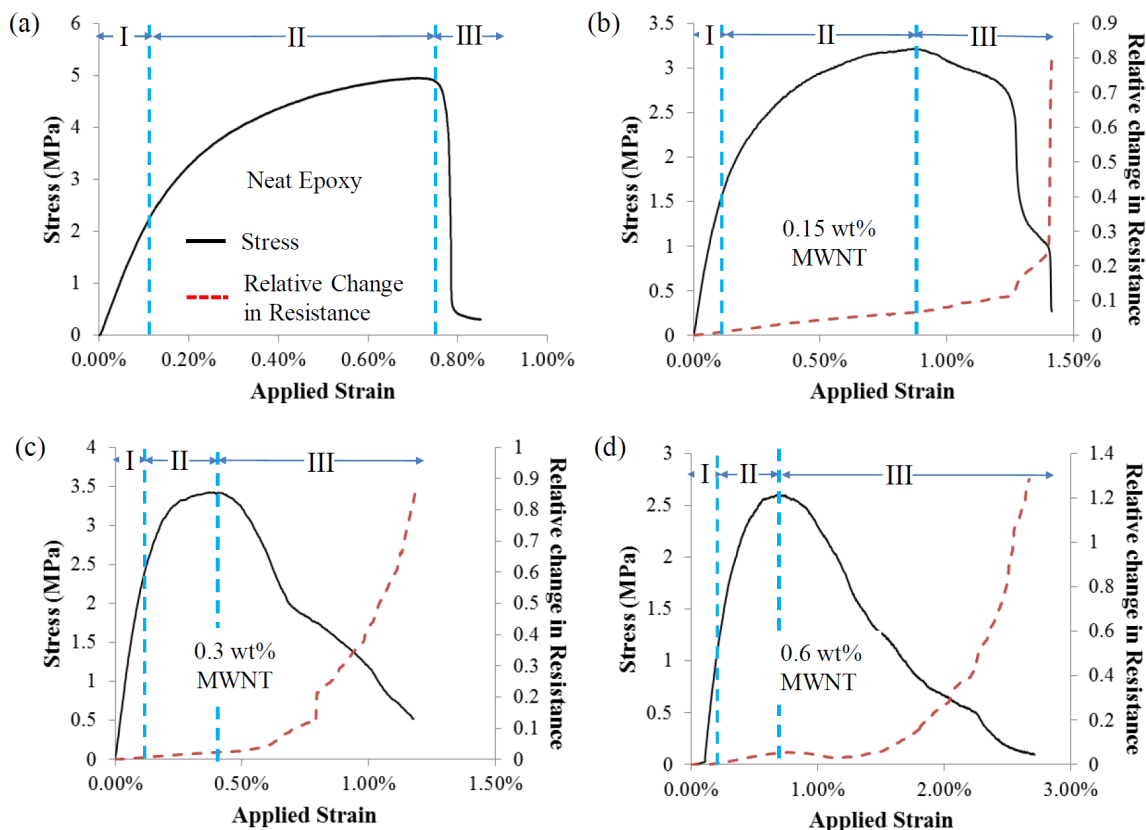 (a)
I II III
6
5
4
3
2
1
0
Stress (MPa)
Neat Epoxy
Stress
Relative Change
in Resistance
0.00% 0.20% 0.40% 0.60% 0.80% 1.00%
Applied Strain
(b)
I II III
3.5
3
2.5
2
1.5
1
0.5
0
Stress (MPa)
0.15 wt%
MWNT
0.9
0.8
0.7
0.6
0.5
0.4
0.3
0.2
0.1
0
Relative change in Resistance
0.00% 0.50% 1.00% 1.50%
Applied Strain
(c)
I II III
4
3.5
3
2.5
2
1.5
1
0.5
0
Stress (MPa)
0.3 wt%
MWNT
1
0.9
0.8
0.7
0.6
0.5
0.4
0.3
0.2
0.1
0
Relative change in Resistance
0.00% 0.50% 1.00% 1.50%
Applied Strain
(d)
I II III
3
2.5
2
1.5
1
0.5
0
Stress (MPa)
0.6 wt%
MWNT
1.4
1.2
1
0.8
0.6
0.4
0.2
0
Relative change in Resistance
0.00% 1.00% 2.00% 3.00%
Applied Strain